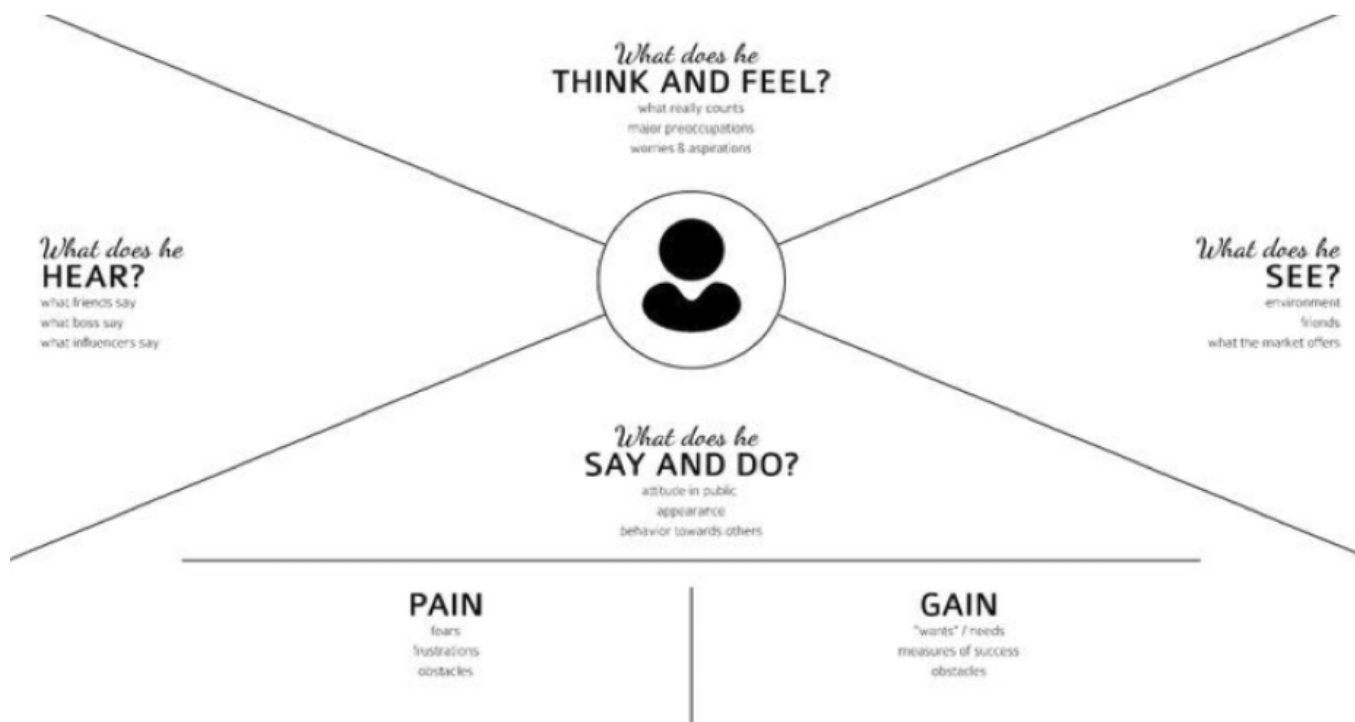 What does he
THINK AND FEEL?
what really counts
major preoccupations
worries & aspirations
What does he
HEAR?
what friends say
what boss say
what influencers say
What does he
SEE?
environment
friends
what the market offers
What does he
SAY AND DO?
attitude in public
appearance
behavior towards others
PAIN
fears
frustrations
obstacles
GAIN
"wants" / needs
measures of success
obstacles